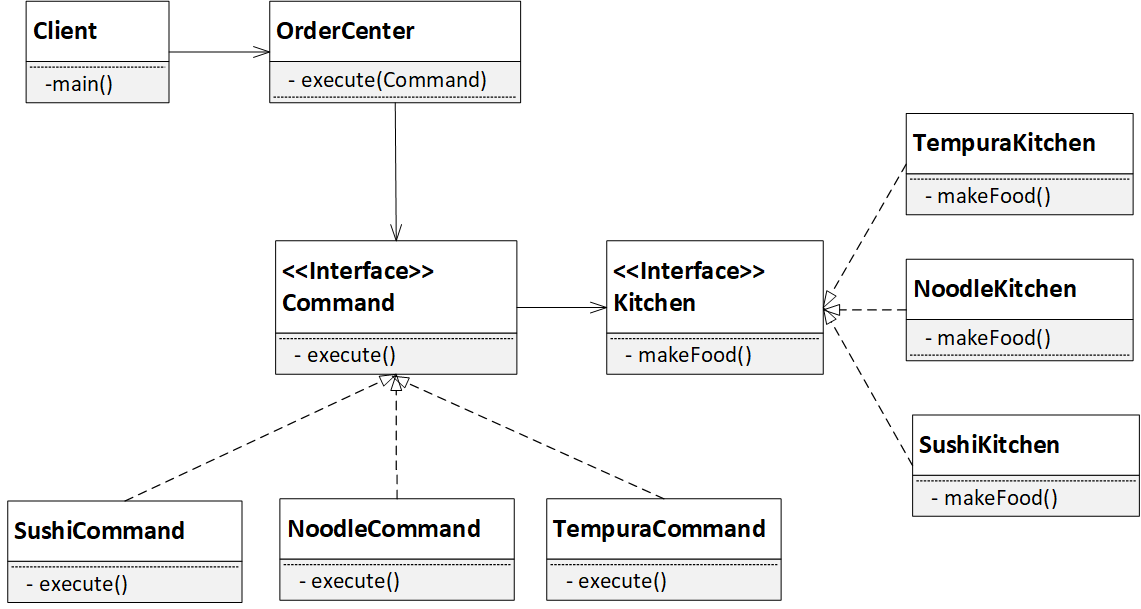 Client
-main()
OrderCenter
- execute(Command)
TempuraKitchen
- makeFood()
<<Interface>>
Command
- execute()
<<Interface>>
Kitchen
- makeFood()
NoodleKitchen
- makeFood()
SushiKitchen
- makeFood()
SushiCommand
- execute()
NoodleCommand
- execute()
TempuraCommand
- execute()